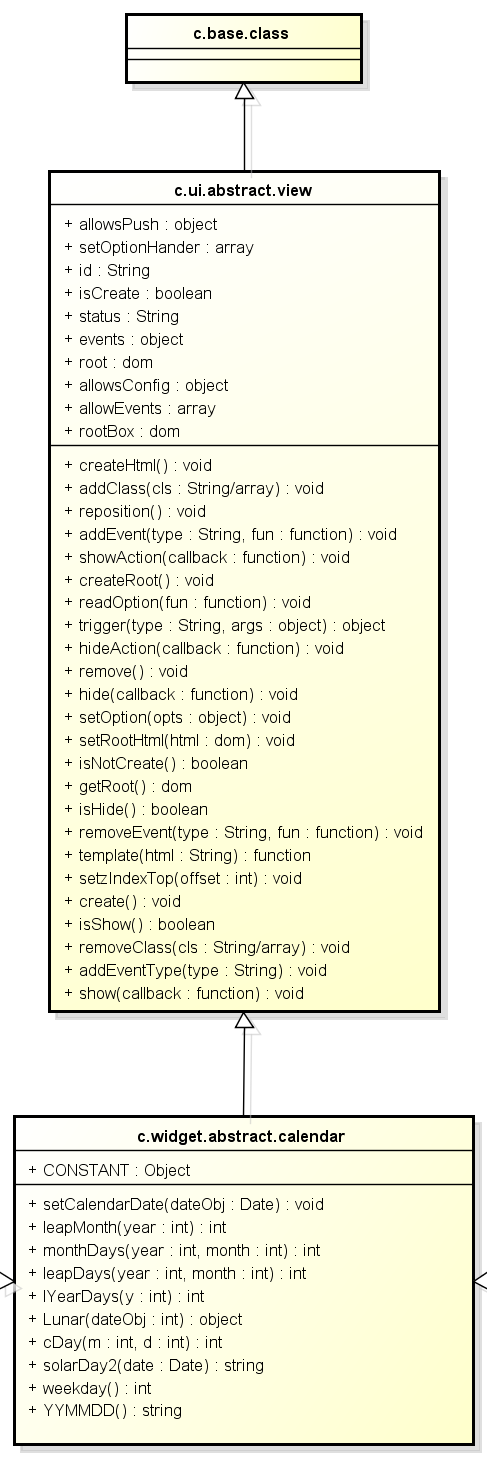 c.base.class
c.ui.abstract.view
+ allowsPush : object
+ setOptionHander : array
+ id : String
+ isCreate : boolean
+ status : String
+ events : object
+ root : dom
+ allowsConfig : object
+ allowEvents : array
+ rootBox : dom
+ createHtml() : void
+ addClass(cls : String/array) : void
+ reposition() : void
+ addEvent(type : String, fun : function) : void
+ showAction(callback : function) : void
+ createRoot() : void
+ readOption(fun : function) : void
+ trigger(type : String, args : object) : object
+ hideAction(callback : function) : void
+ remove() : void
+ hide(callback : function) : void
+ setOption(opts : object) : void
+ setRootHtml(html : dom) : void
+ isNotCreate() : boolean
+ getRoot() : dom
+ isHide() : boolean
+ removeEvent(type : String, fun : function) : void
+ template(html : String) : function
+ setzIndexTop(offset : int) : void
+ create() : void
+ isShow() : boolean
+ removeClass(cls : String/array) : void
+ addEventType(type : String) : void
+ show(callback : function) : void
c.widget.abstract.calendar
+ CONSTANT : Object
+ setCalendarDate(dateObj : Date) : void
+ leapMonth(year : int) : int
+ monthDays(year : int, month : int) : int
+ leapDays(year : int, month : int) : int
+ lYearDays(y : int) : int
+ Lunar(dateObj : int) : object
+ cDay(m : int, d : int) : int
+ solarDay2(date : Date) : string
+ weekday() : int
+ YYMMDD() : string